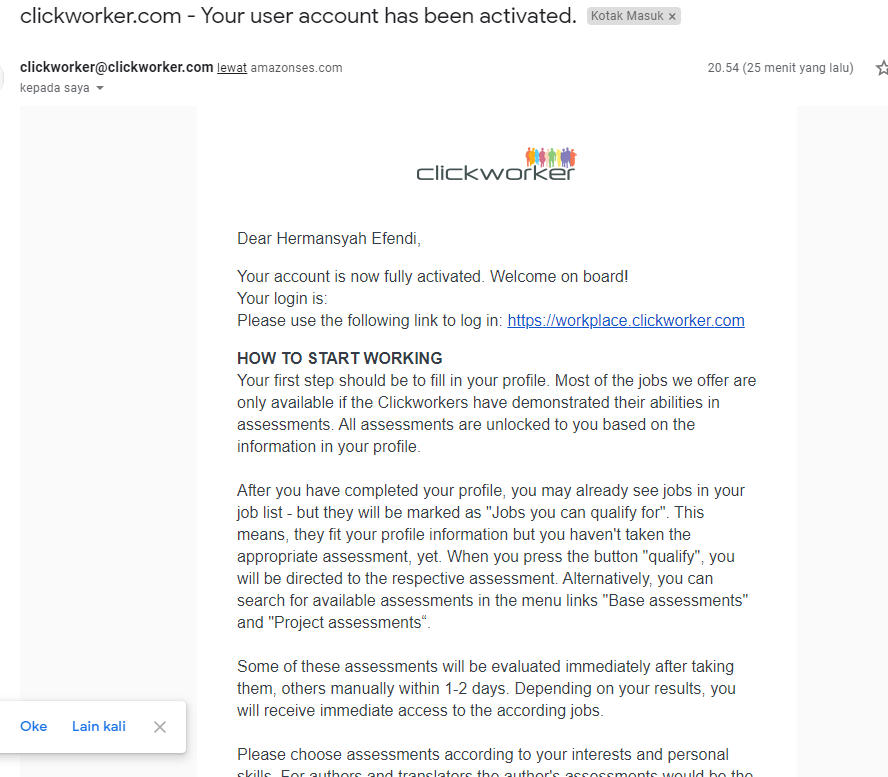 clickworker.com - Your user account has been activated. Kotak Masuk ×
clickworker@clickworker.com lewat amazonses.com 20.54 (25 menit yang lalu)
kepada saya
clickworker
Dear Hermansyah Efendi,
Your account is now fully activated. Welcome on board!
Your login is:
Please use the following link to log in: https://workplace.clickworker.com
HOW TO START WORKING
Your first step should be to fill in your profile. Most of the jobs we offer are
only available if the Clickworkers have demonstrated their abilities in
assessments. All assessments are unlocked to you based on the
information in your profile.
After you have completed your profile, you may already see jobs in your
job list - but they will be marked as "Jobs you can qualify for". This
means, they fit your profile information but you haven't taken the
appropriate assessment, yet. When you press the button "qualify", you
will be directed to the respective assessment. Alternatively, you can
search for available assessments in the menu links "Base assessments"
and "Project assessments“.
Some of these assessments will be evaluated immediately after taking
them, others manually within 1-2 days. Depending on your results, you
will receive immediate access to the according jobs.
Please choose assessments according to your interests and personal
skills. For authors and translators the author's assessments would be the
Oke Lain kali